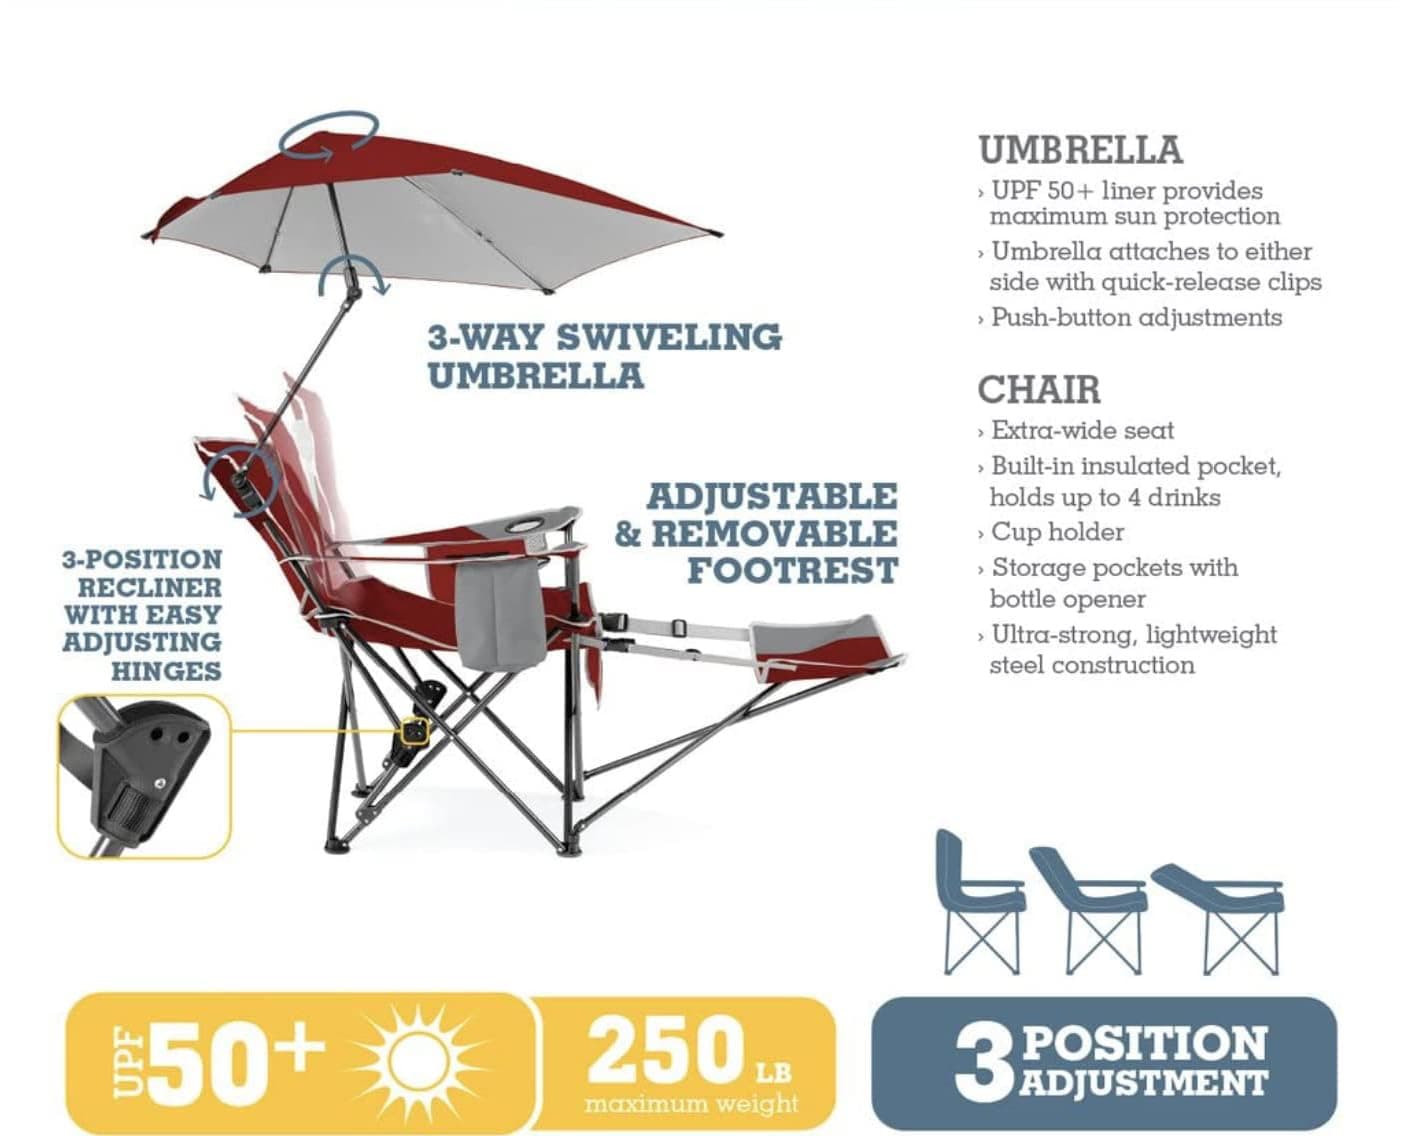 UMBRELLA
› UPF 50+ liner provides
maximum sun protection
› Umbrella attaches to either
side with quick-release clips
› Push-button adjustments
3-WAY SWIVELING
UMBRELLA
CHAIR
› Extra-wide seat
› Built-in insulated pocket,
holds up to 4 drinks
› Cup holder
› Storage pockets with
bottle opener
› Ultra-strong, lightweight
steel construction
ADJUSTABLE
& REMOVABLE
FOOTREST
3-POSITION
RECLINER
WITH EASY
ADJUSTING
HINGES
UPF 50+
250 LB
maximum weight
3 POSITION
ADJUSTMENT